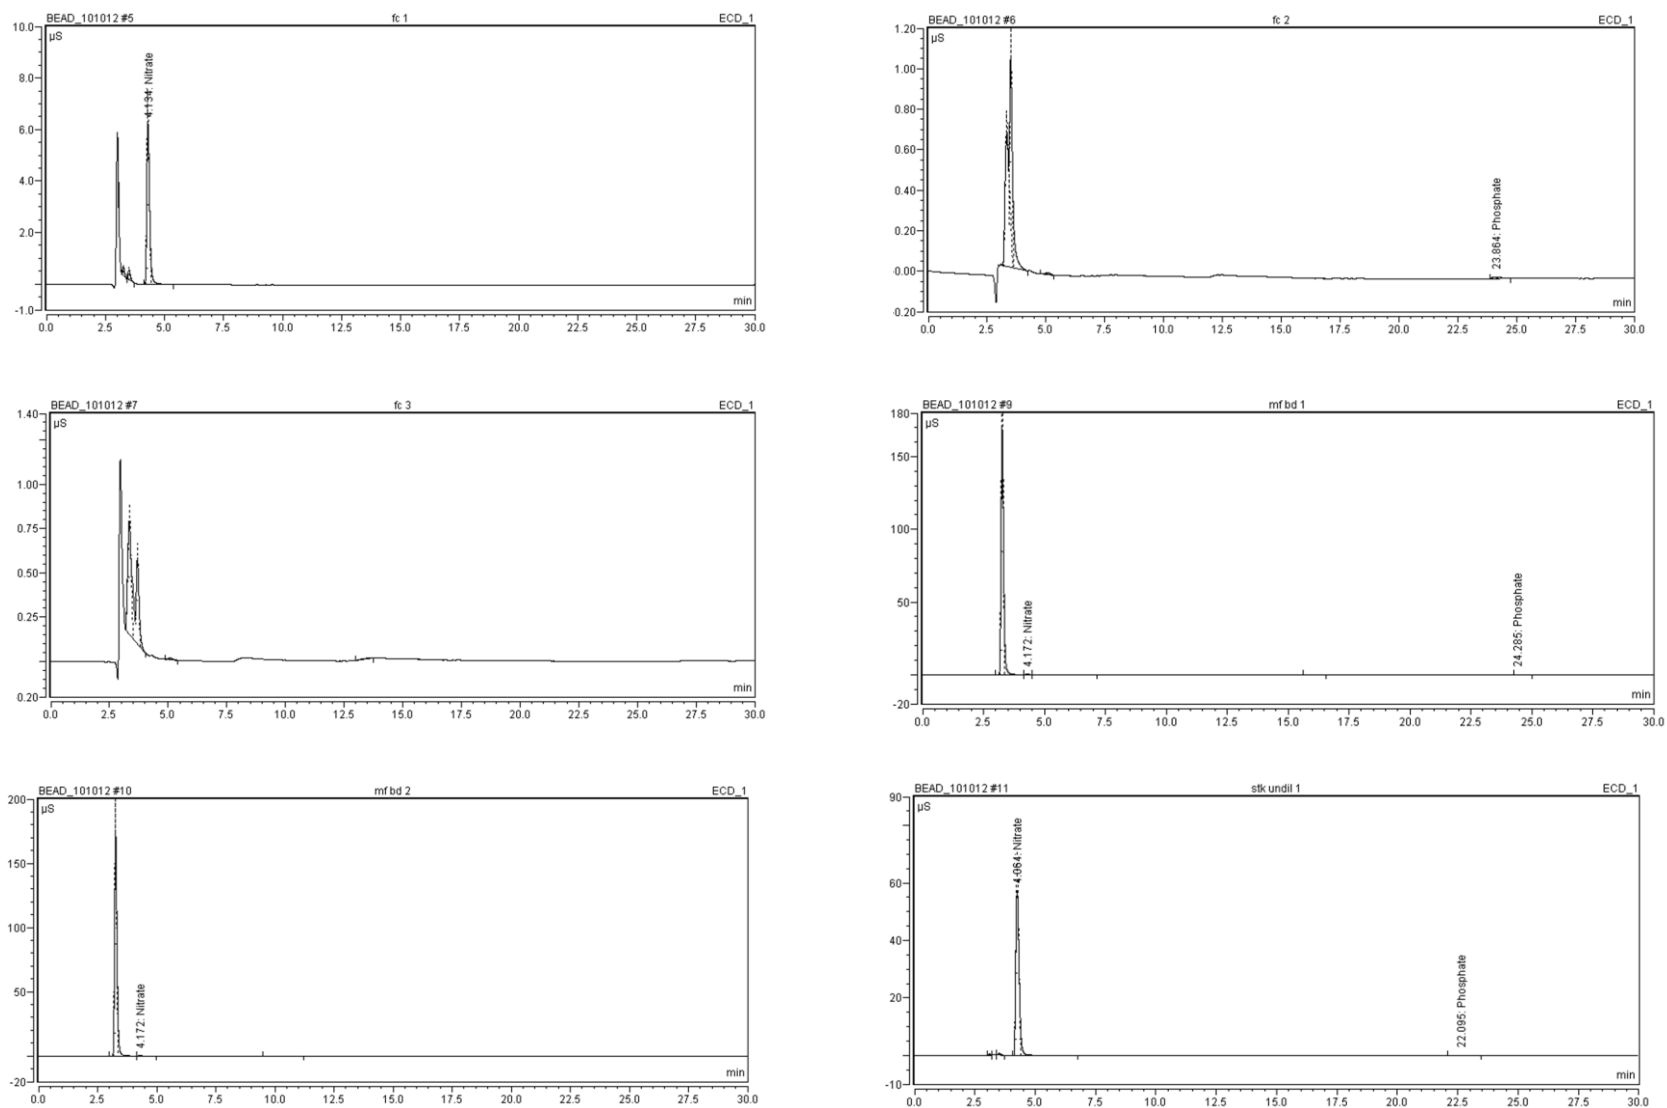 BEAD_101012 #5 fc 1 ECD_1
10.0
µS
8.0
6.0
4.0
2.0
-1.0
4.134: Nitrate
min
0.0 2.5 5.0 7.5 10.0 12.5 15.0 17.5 20.0 22.5 25.0 27.5 30.0
BEAD_101012 #6 fc 2 ECD_1
1.20
µS
1.00
0.80
0.60
0.40
0.20
-0.00
0.20
23.864: Phosphate
min
0.0 2.5 5.0 7.5 10.0 12.5 15.0 17.5 20.0 22.5 25.0 27.5 30.0
BEAD_101012 #7 fc 3 ECD_1
1.40
µS
1.00
0.75
0.50
0.25
0.20
min
0.0 2.5 5.0 7.5 10.0 12.5 15.0 17.5 20.0 22.5 25.0 27.5 30.0
BEAD_101012 #9 mf bd 1 ECD_1
180
µS
150
100
50
-20
4.172: Nitrate
24.285: Phosphate
min
0.0 2.5 5.0 7.5 10.0 12.5 15.0 17.5 20.0 22.5 25.0 27.5 30.0
BEAD_101012 #10 mf bd 2 ECD_1
200
µS
150
100
50
-20
4.172: Nitrate
min
0.0 2.5 5.0 7.5 10.0 12.5 15.0 17.5 20.0 22.5 25.0 27.5 30.0
BEAD_101012 #11 stk undil 1 ECD_1
90
µS
60
40
20
-10
4.064: Nitrate
22.095: Phosphate
min
0.0 2.5 5.0 7.5 10.0 12.5 15.0 17.5 20.0 22.5 25.0 27.5 30.0